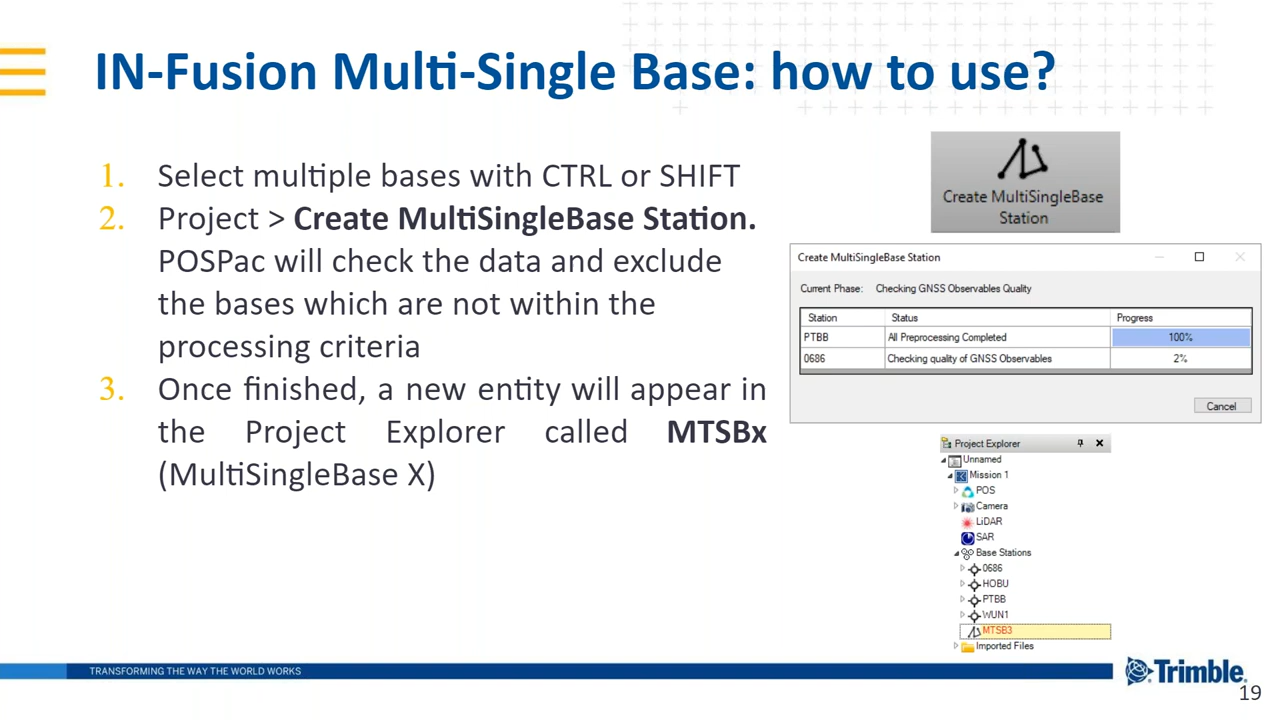 IN-Fusion Multi-Single Base: how to use?
1. Select multiple bases with CTRL or SHIFT
2. Project > Create MultiSingleBase Station.
POSPac will check the data and exclude
the bases which are not within the
processing criteria
3. Once finished, a new entity will appear in
the Project Explorer called MTSBx
(MultiSingleBase X)
Create MultiSingleBase
Station
Create MultiSingleBase Station
Current Phase: Checking GNSS Observables Quality
Station Status Progress
PTBB All Preprocessing Completed 100%
0686 Checking quality of GNSS Observables 2%
Cancel
Project Explorer
Unnamed
Mission 1
POS
Camera
LiDAR
SAR
Base Stations
0686
HOBU
PTBB
WUN1
MTSB3
Imported Files
TRANSFORMING THE WAY THE WORLD WORKS
Trimble.
19